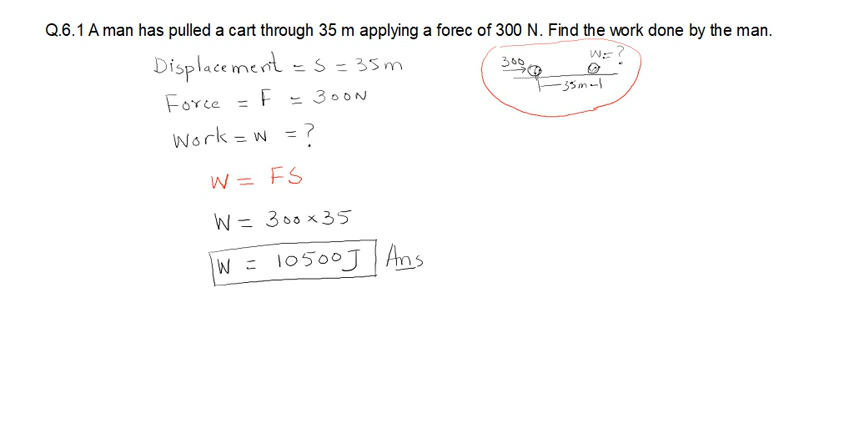 Q.6.1 A man has pulled a cart through 35 m applying a forec of 300 N. Find the work done by the man.
Displacement = S = 35m
Force = F = 300N
Work = W = ?
W = FS
W = 300 × 35
W = 10500J Ans
300
W = ?
35m